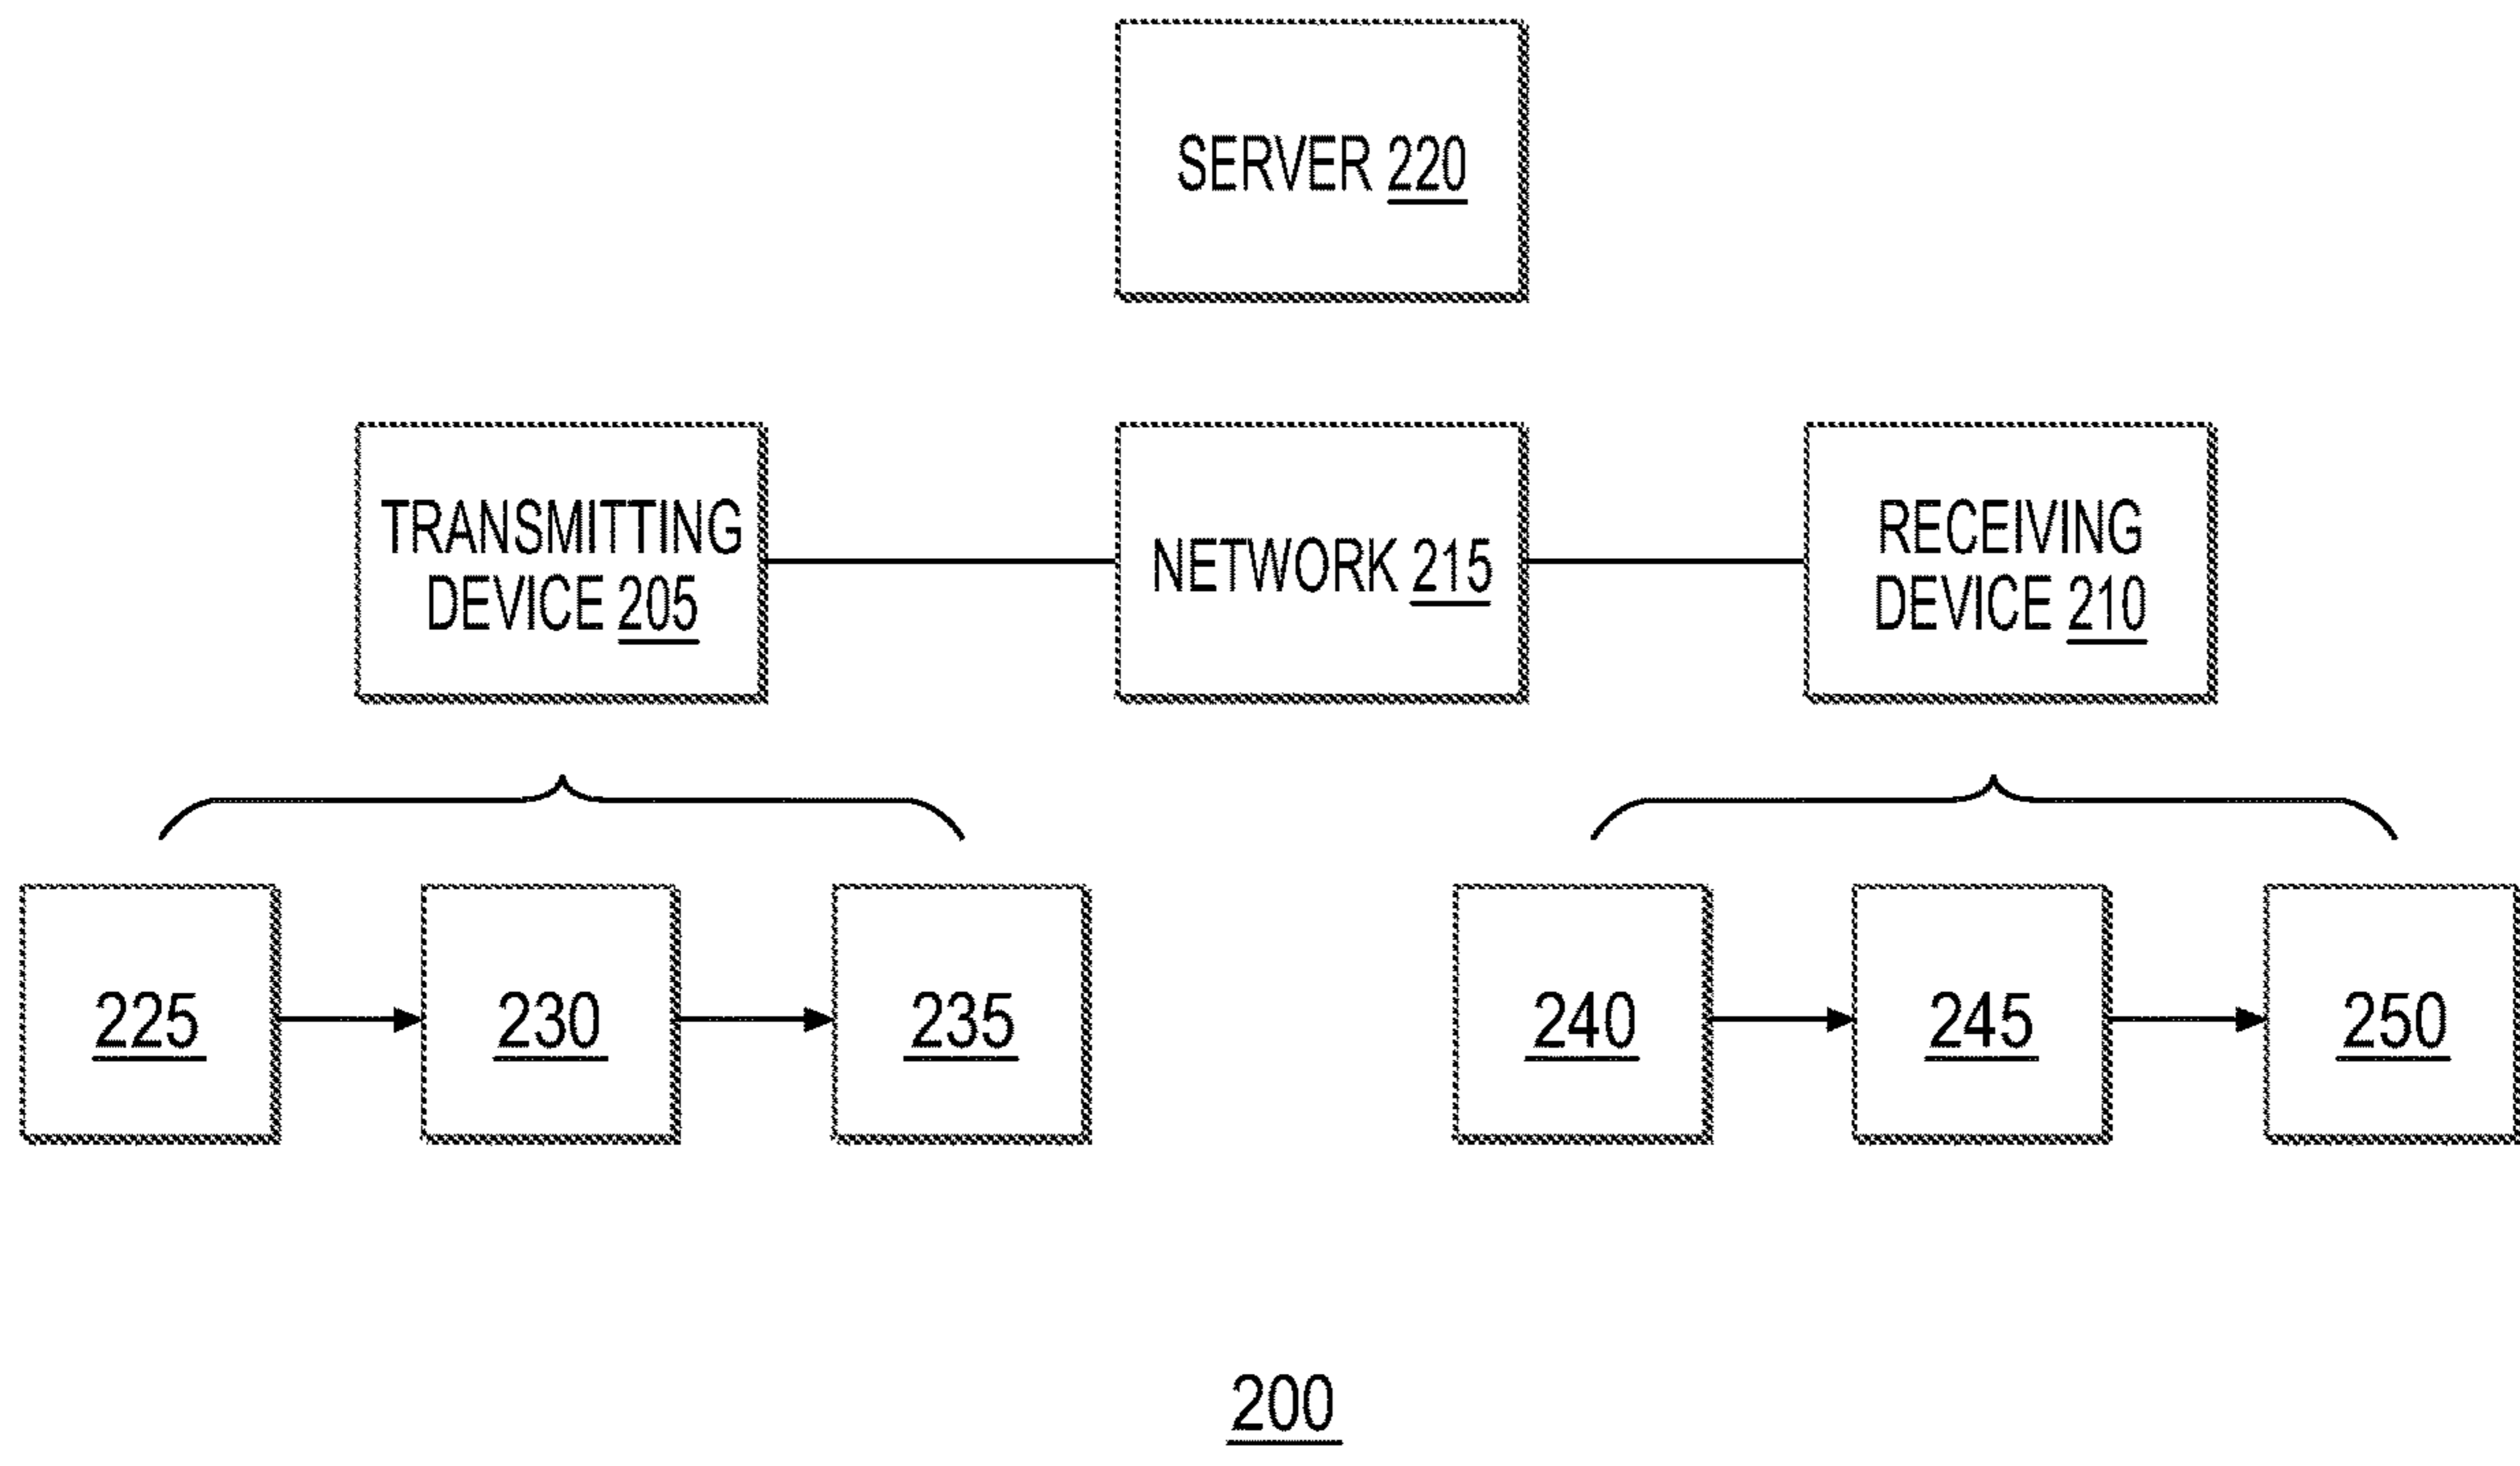 SERVER 220
TRANSMITTING
DEVICE 205
NETWORK 215
RECEIVING
DEVICE 210
225
230
235
240
245
250
200